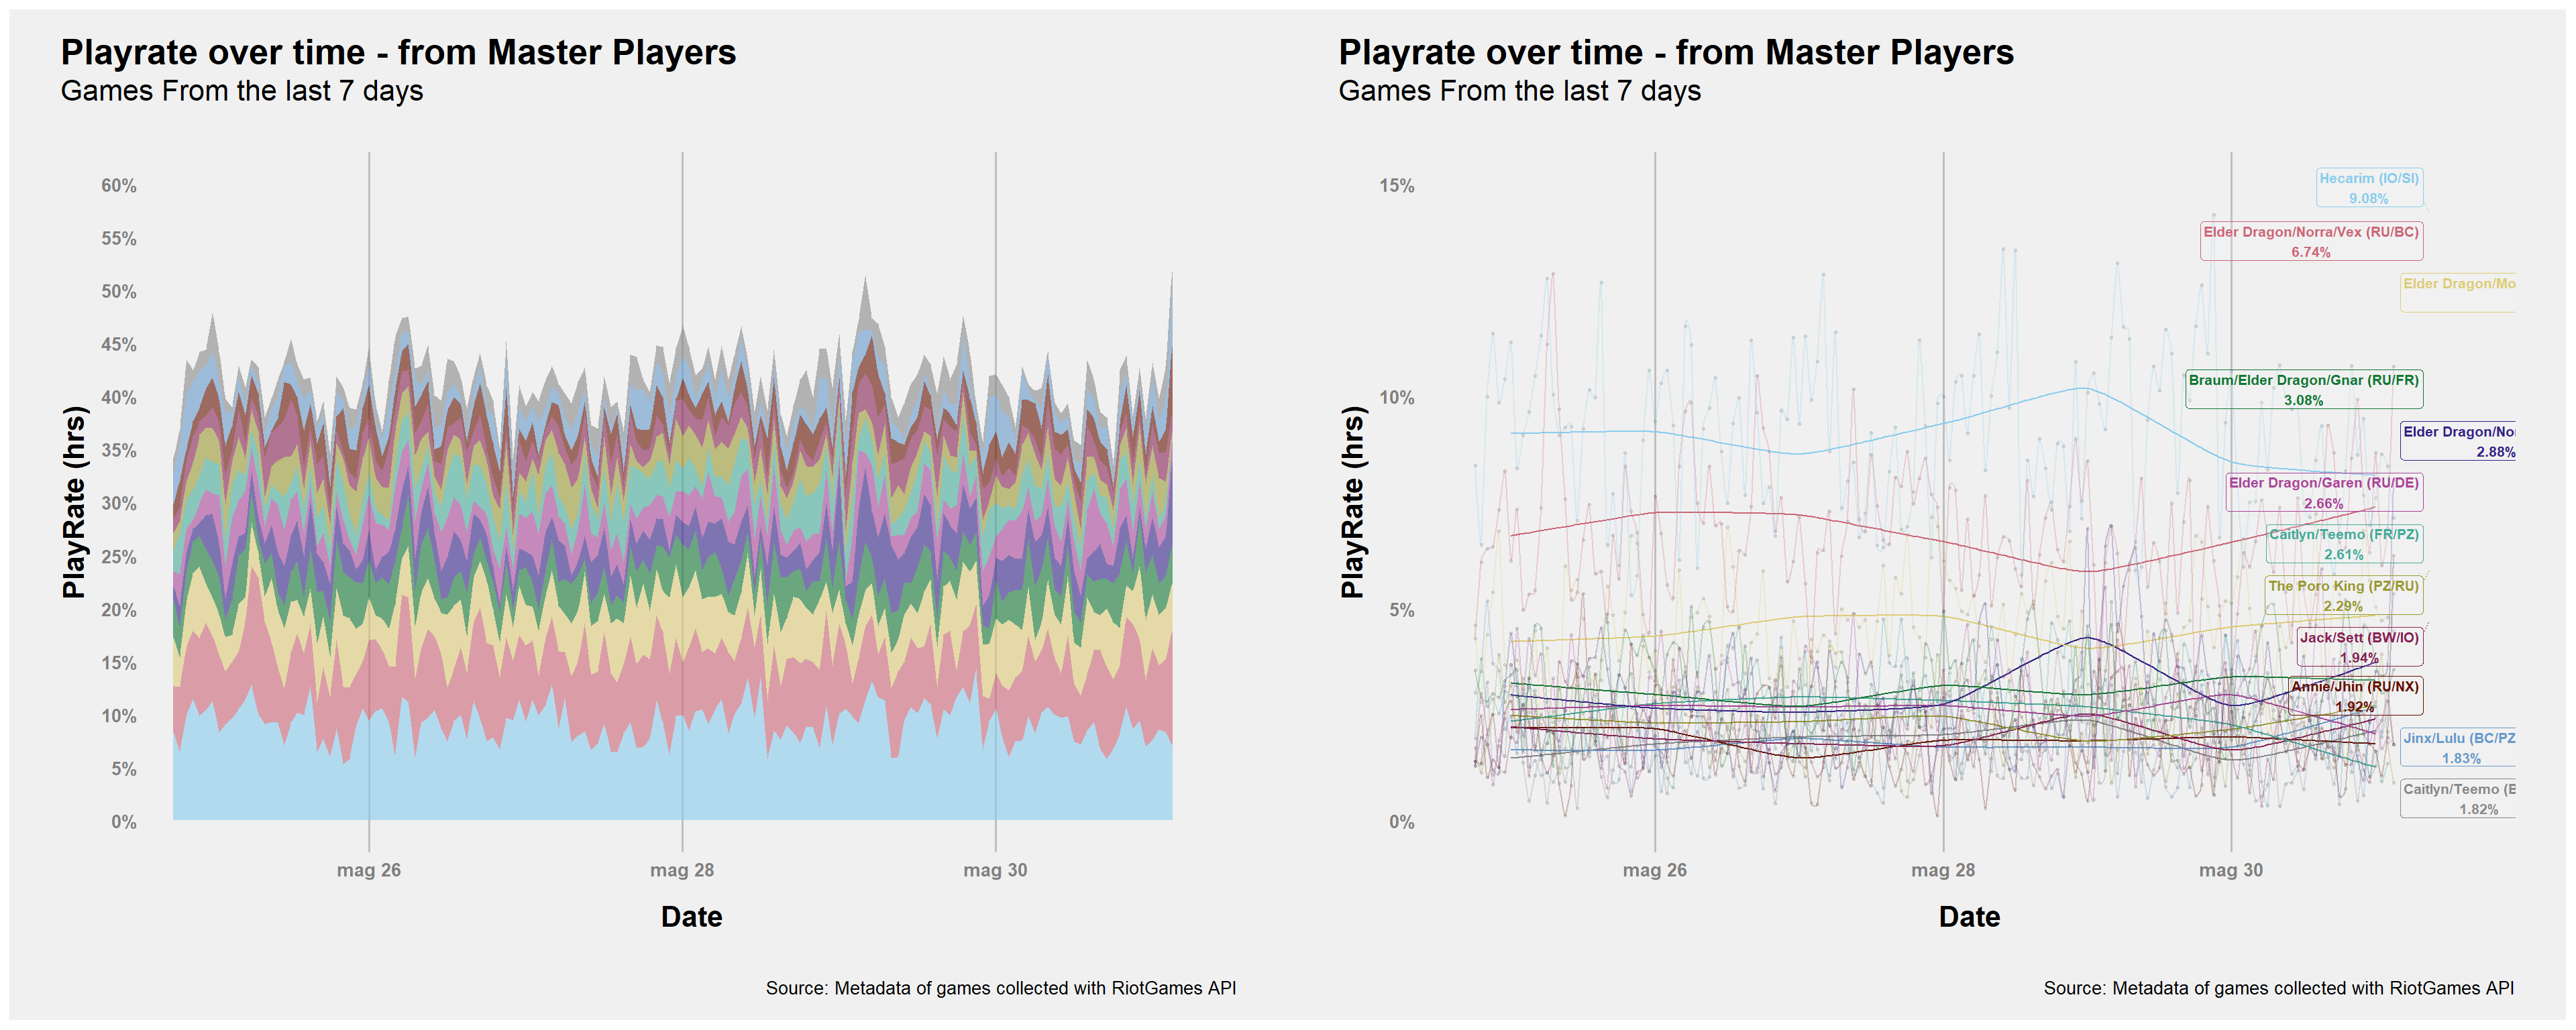 Playrate over time - from Master Players
Games From the last 7 days
PlayRate (hrs)
60%
55%
50%
45%
40%
35%
30%
25%
20%
15%
10%
5%
0%
mag 26
mag 28
mag 30
Date
Source: Metadata of games collected with RiotGames API
Playrate over time - from Master Players
Games From the last 7 days
PlayRate (hrs)
15%
10%
5%
0%
Hecarim (IO/SI)
9.08%
Elder Dragon/Norra/Vex (RU/BC)
6.74%
Elder Dragon/Mo
Braum/Elder Dragon/Gnar (RU/FR)
3.08%
Elder Dragon/No
2.88%
Elder Dragon/Garen (RU/DE)
2.66%
Caitlyn/Teemo (FR/PZ)
2.61%
The Poro King (PZ/RU)
2.29%
Jack/Sett (BW/IO)
1.94%
Annie/Jhin (RU/NX)
1.92%
Jinx/Lulu (BC/PZ
1.83%
Caitlyn/Teemo (B
1.82%
mag 26
mag 28
mag 30
Date
Source: Metadata of games collected with RiotGames API